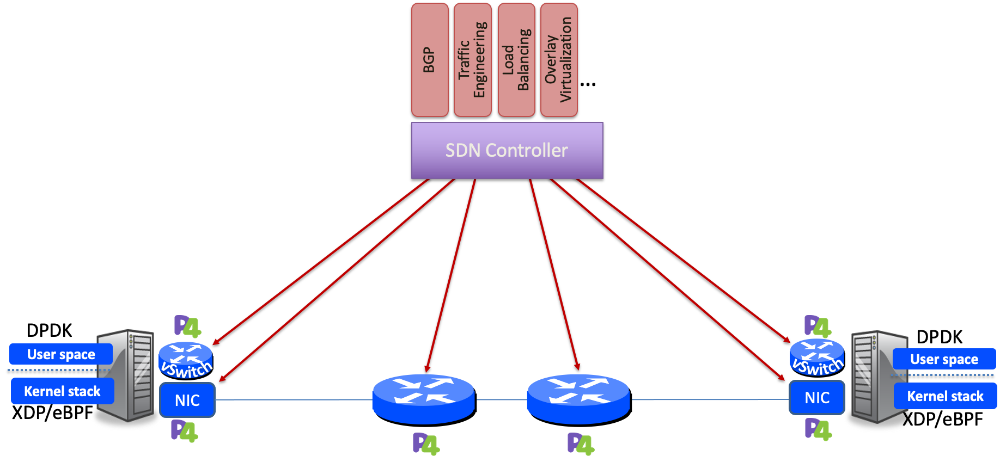 BGP
Traffic
Engineering
Load
Balancing
Overlay
Virtualization
...
SDN Controller
P4
DPDK
User space
Kernel stack
XDP/eBPF
vSwitch
NIC
P4
P4
P4
P4
vSwitch
NIC
P4
DPDK
User space
Kernel stack
XDP/eBPF